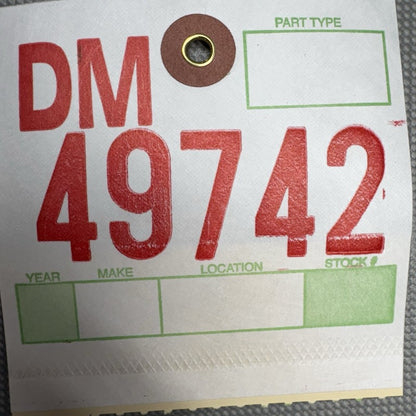 PART TYPE
DM
49742
YEAR MAKE LOCATION STOCK #